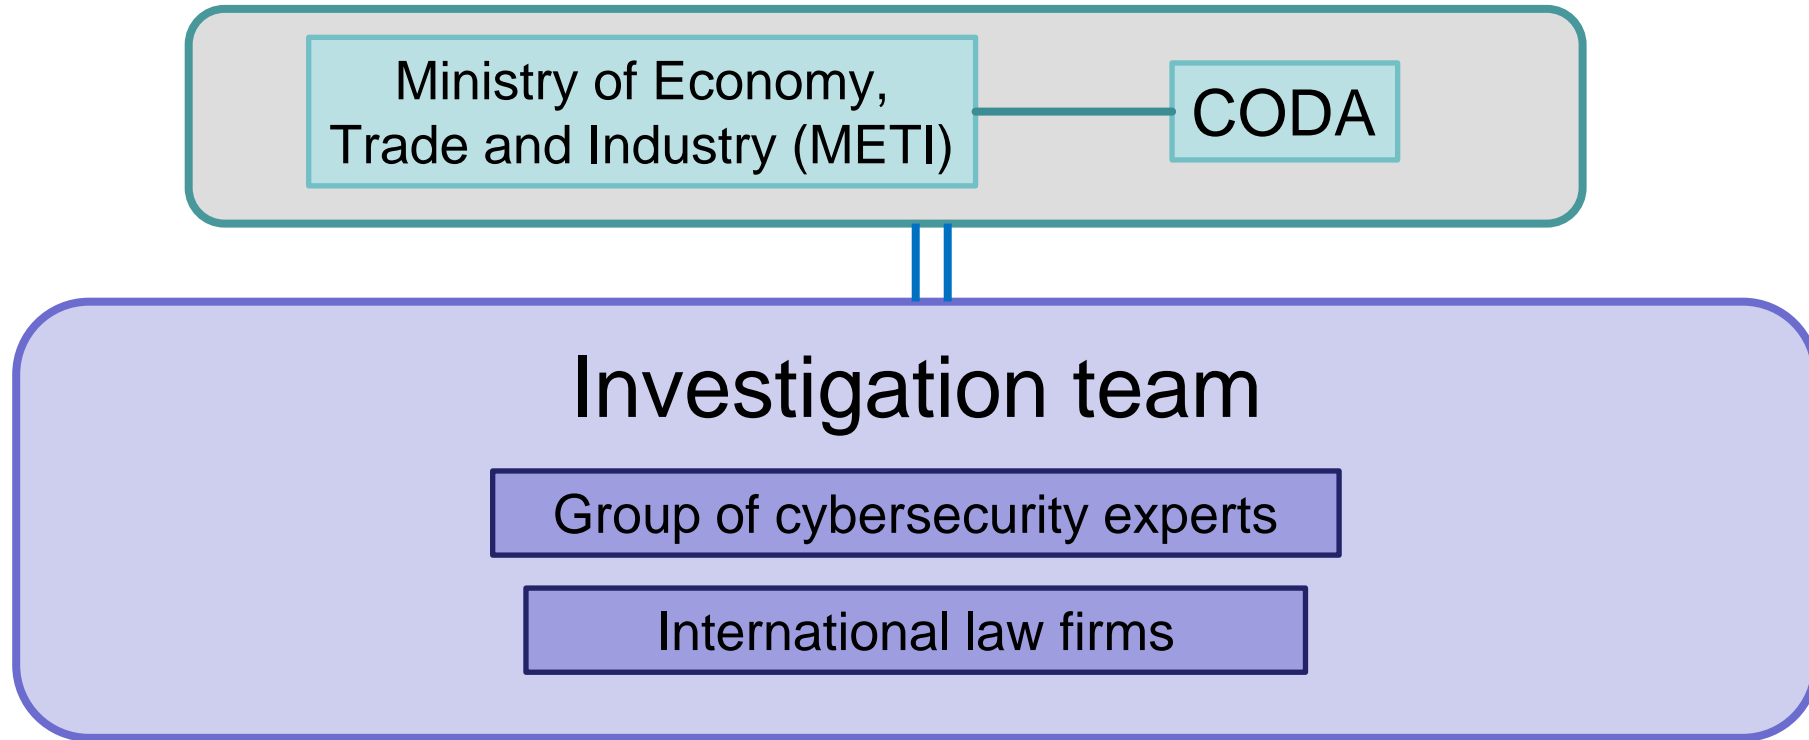 Ministry of Economy,
Trade and Industry (METI)
CODA
Investigation team
Group of cybersecurity experts
International law firms